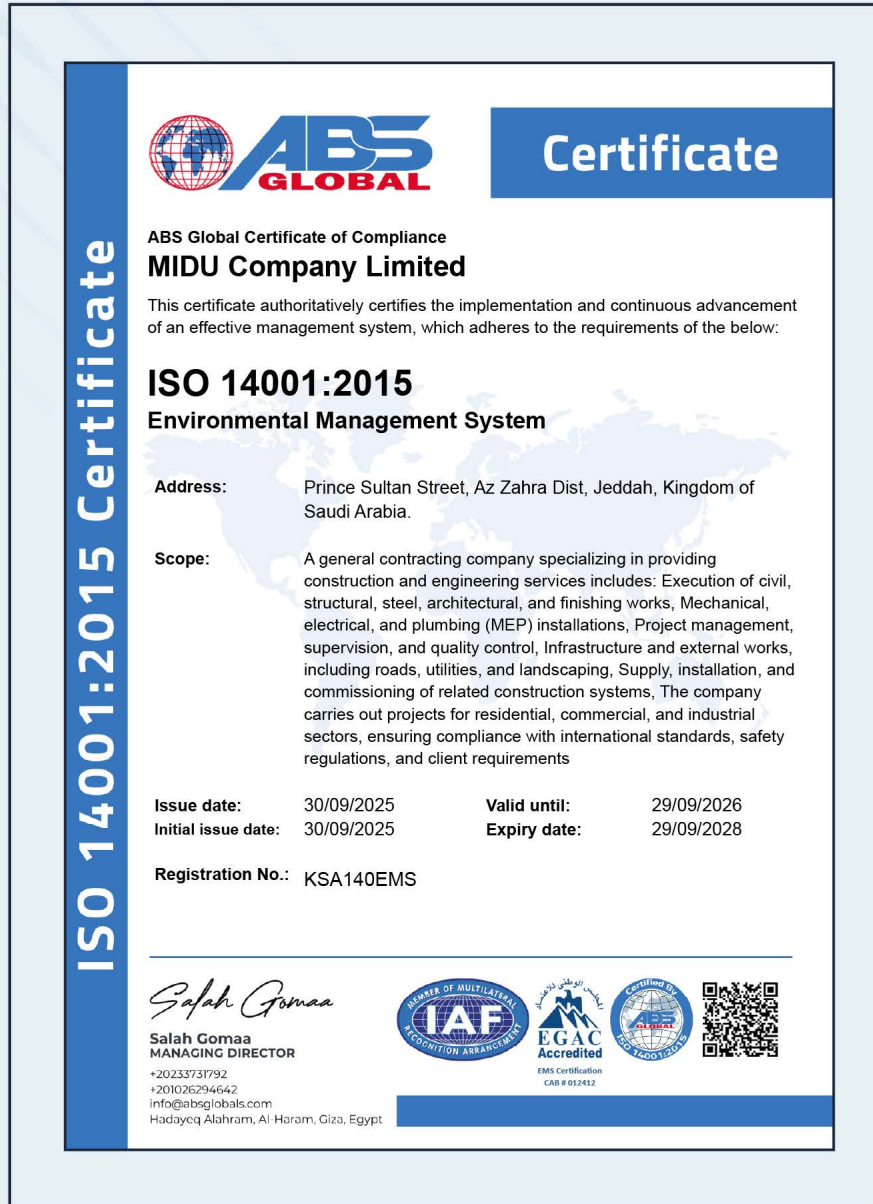 ISO 14001:2015 Certificate
ABS
GLOBAL
Certificate
ABS Global Certificate of Compliance
MIDU Company Limited
This certificate authoritatively certifies the implementation and continuous advancement
of an effective management system, which adheres to the requirements of the below:
ISO 14001:2015
Environmental Management System
Address: Prince Sultan Street, Az Zahra Dist, Jeddah, Kingdom of
Saudi Arabia.
Scope: A general contracting company specializing in providing
construction and engineering services includes: Execution of civil,
structural, steel, architectural, and finishing works, Mechanical,
electrical, and plumbing (MEP) installations, Project management,
supervision, and quality control, Infrastructure and external works,
including roads, utilities, and landscaping, Supply, installation, and
commissioning of related construction systems, The company
carries out projects for residential, commercial, and industrial
sectors, ensuring compliance with international standards, safety
regulations, and client requirements
Issue date: 30/09/2025 Valid until: 29/09/2026
Initial issue date: 30/09/2025 Expiry date: 29/09/2028
Registration No.: KSA140EMS
Salah Gomaa
Salah Gomaa
MANAGING DIRECTOR
+20233731792
+201026294642
info@absglobals.com
Hadayeq Alahram, Al-Haram, Giza, Egypt
MEMBER OF MULTILATERAL
IAF
RECOGNITION ARRANGEMENT
المجلس الوطني للاعتماد
EGAC
Accredited
EMS Certification
CAB # 012412
Certified By
ABS
GLOBAL
ISO 14001:2015